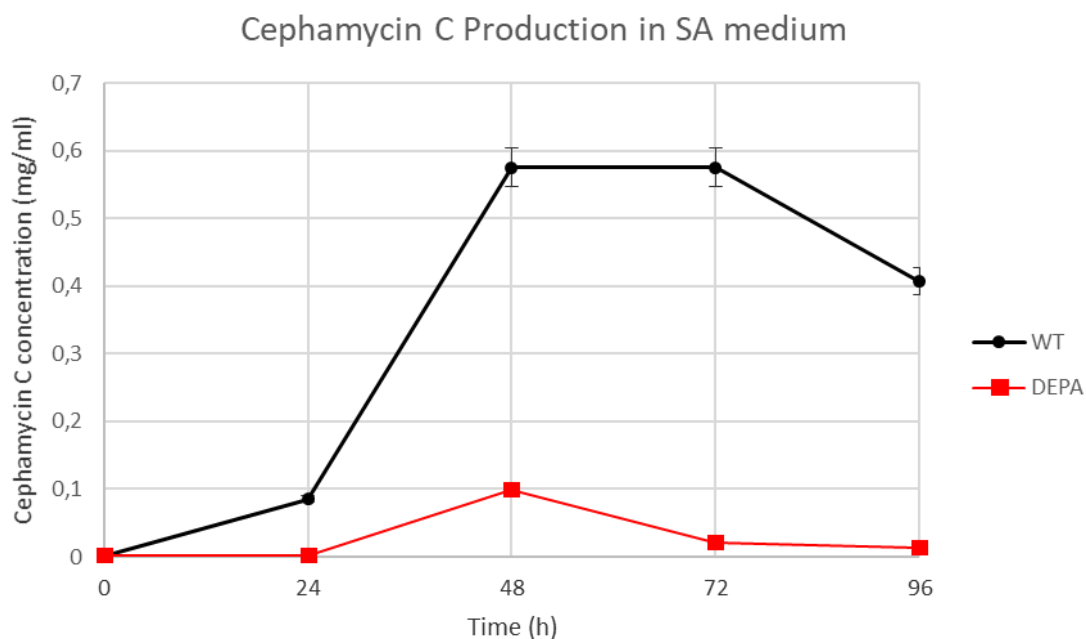 Cephamycin C Production in SA medium
Cephamycin C concentration (mg/ml)
0,7
0,6
0,5
0,4
0,3
0,2
0,1
0
0 24 48 72 96
Time (h)
WT
DEPA